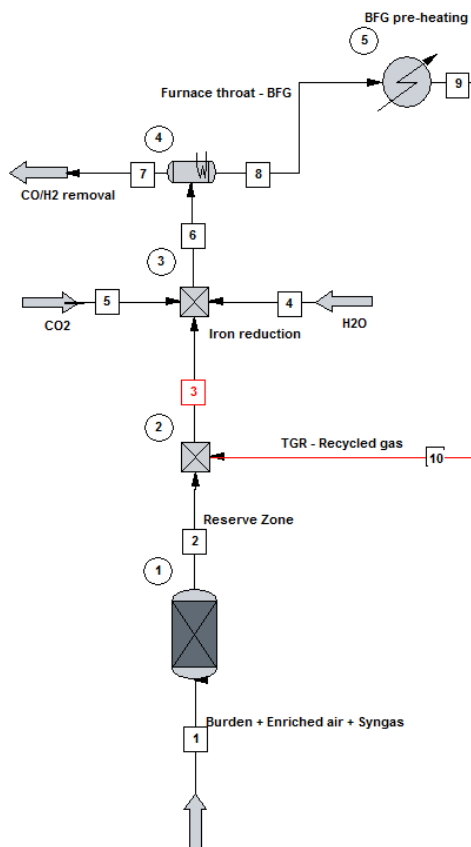 5
BFG pre-heating
9
Furnace throat - BFG
4
7
8
CO/H2 removal
6
3
5
4
CO2
Iron reduction
H2O
3
2
TGR - Recycled gas
10
Reserve Zone
2
1
Burden + Enriched air + Syngas
1